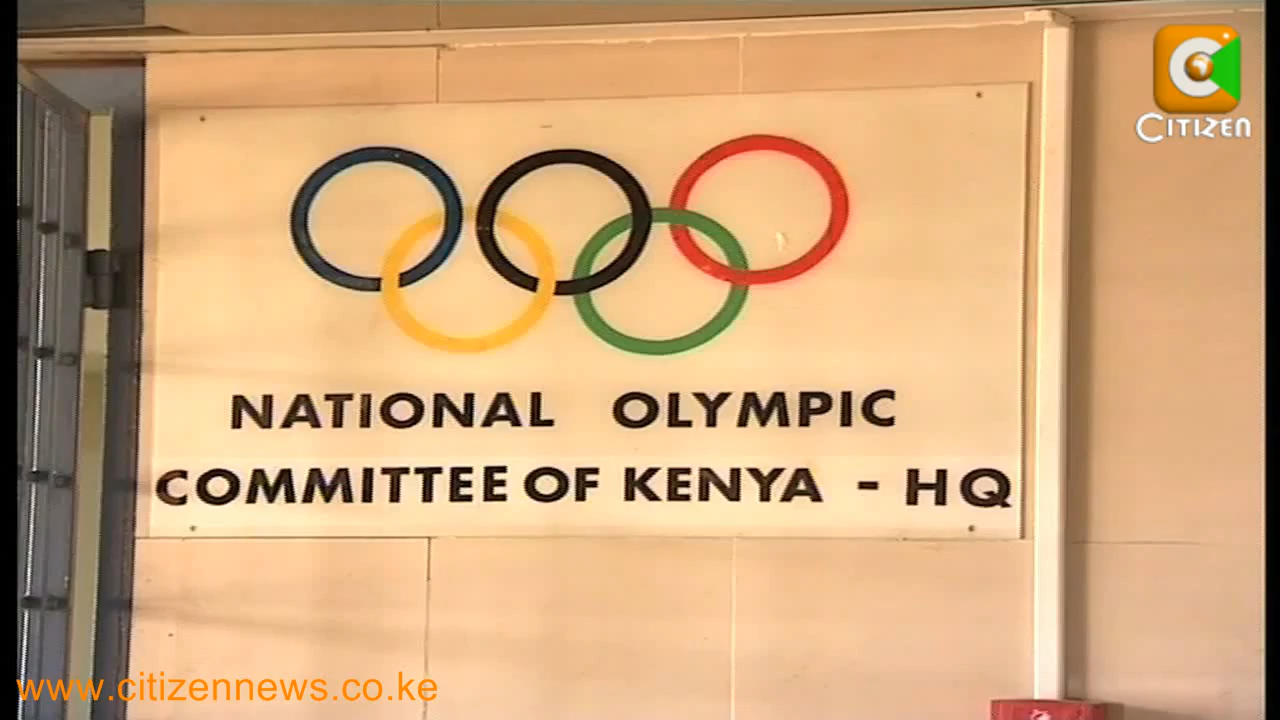 CITIZEN
NATIONAL OLYMPIC
COMMITTEE OF KENYA - HQ
www.citizennews.co.ke